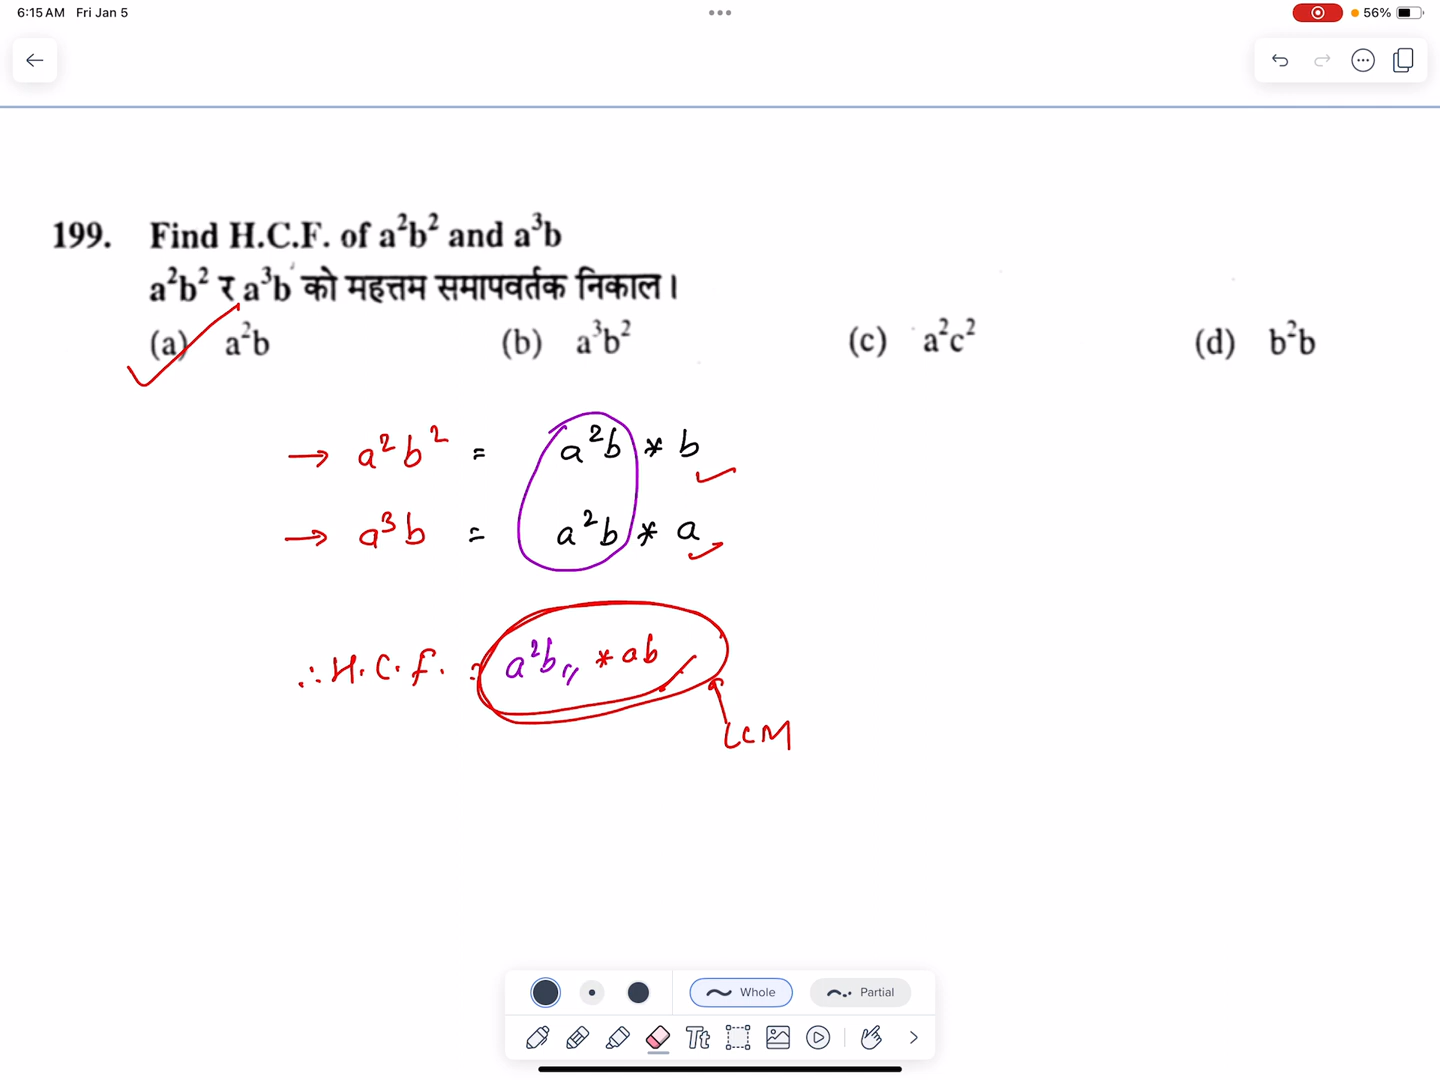 6:15 AM Fri Jan 5
56%
199. Find H.C.F. of a²b² and a³b
a²b² र a³b को महत्तम समापवर्तक निकाल ।
(a) a²b (b) a³b² (c) a²c² (d) b²b
→ a²b² = a²b * b
→ a³b = a²b * a
∴ H.C.F. = a²b,, * ab
LCM
Whole Partial
Tt